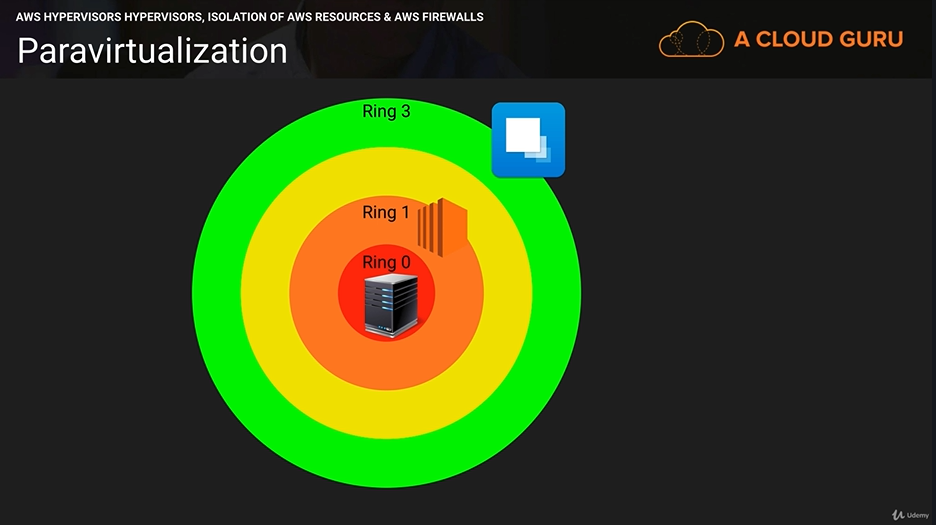 AWS HYPERVISORS HYPERVISORS, ISOLATION OF AWS RESOURCES & AWS FIREWALLS
Paravirtualization
A CLOUD GURU
Ring 3
Ring 1
Ring 0
Udemy